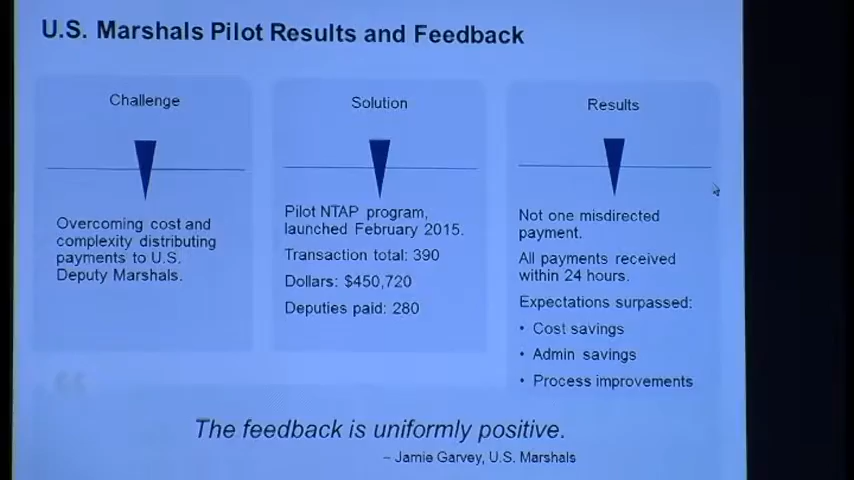 U.S. Marshals Pilot Results and Feedback
Challenge
Overcoming cost and
complexity distributing
payments to U.S.
Deputy Marshals.
Solution
Pilot NTAP program,
launched February 2015.
Transaction total: 390
Dollars: $450,720
Deputies paid: 280
Results
Not one misdirected
payment.
All payments received
within 24 hours.
Expectations surpassed:
• Cost savings
• Admin savings
• Process improvements
“
The feedback is uniformly positive.
– Jamie Garvey, U.S. Marshals